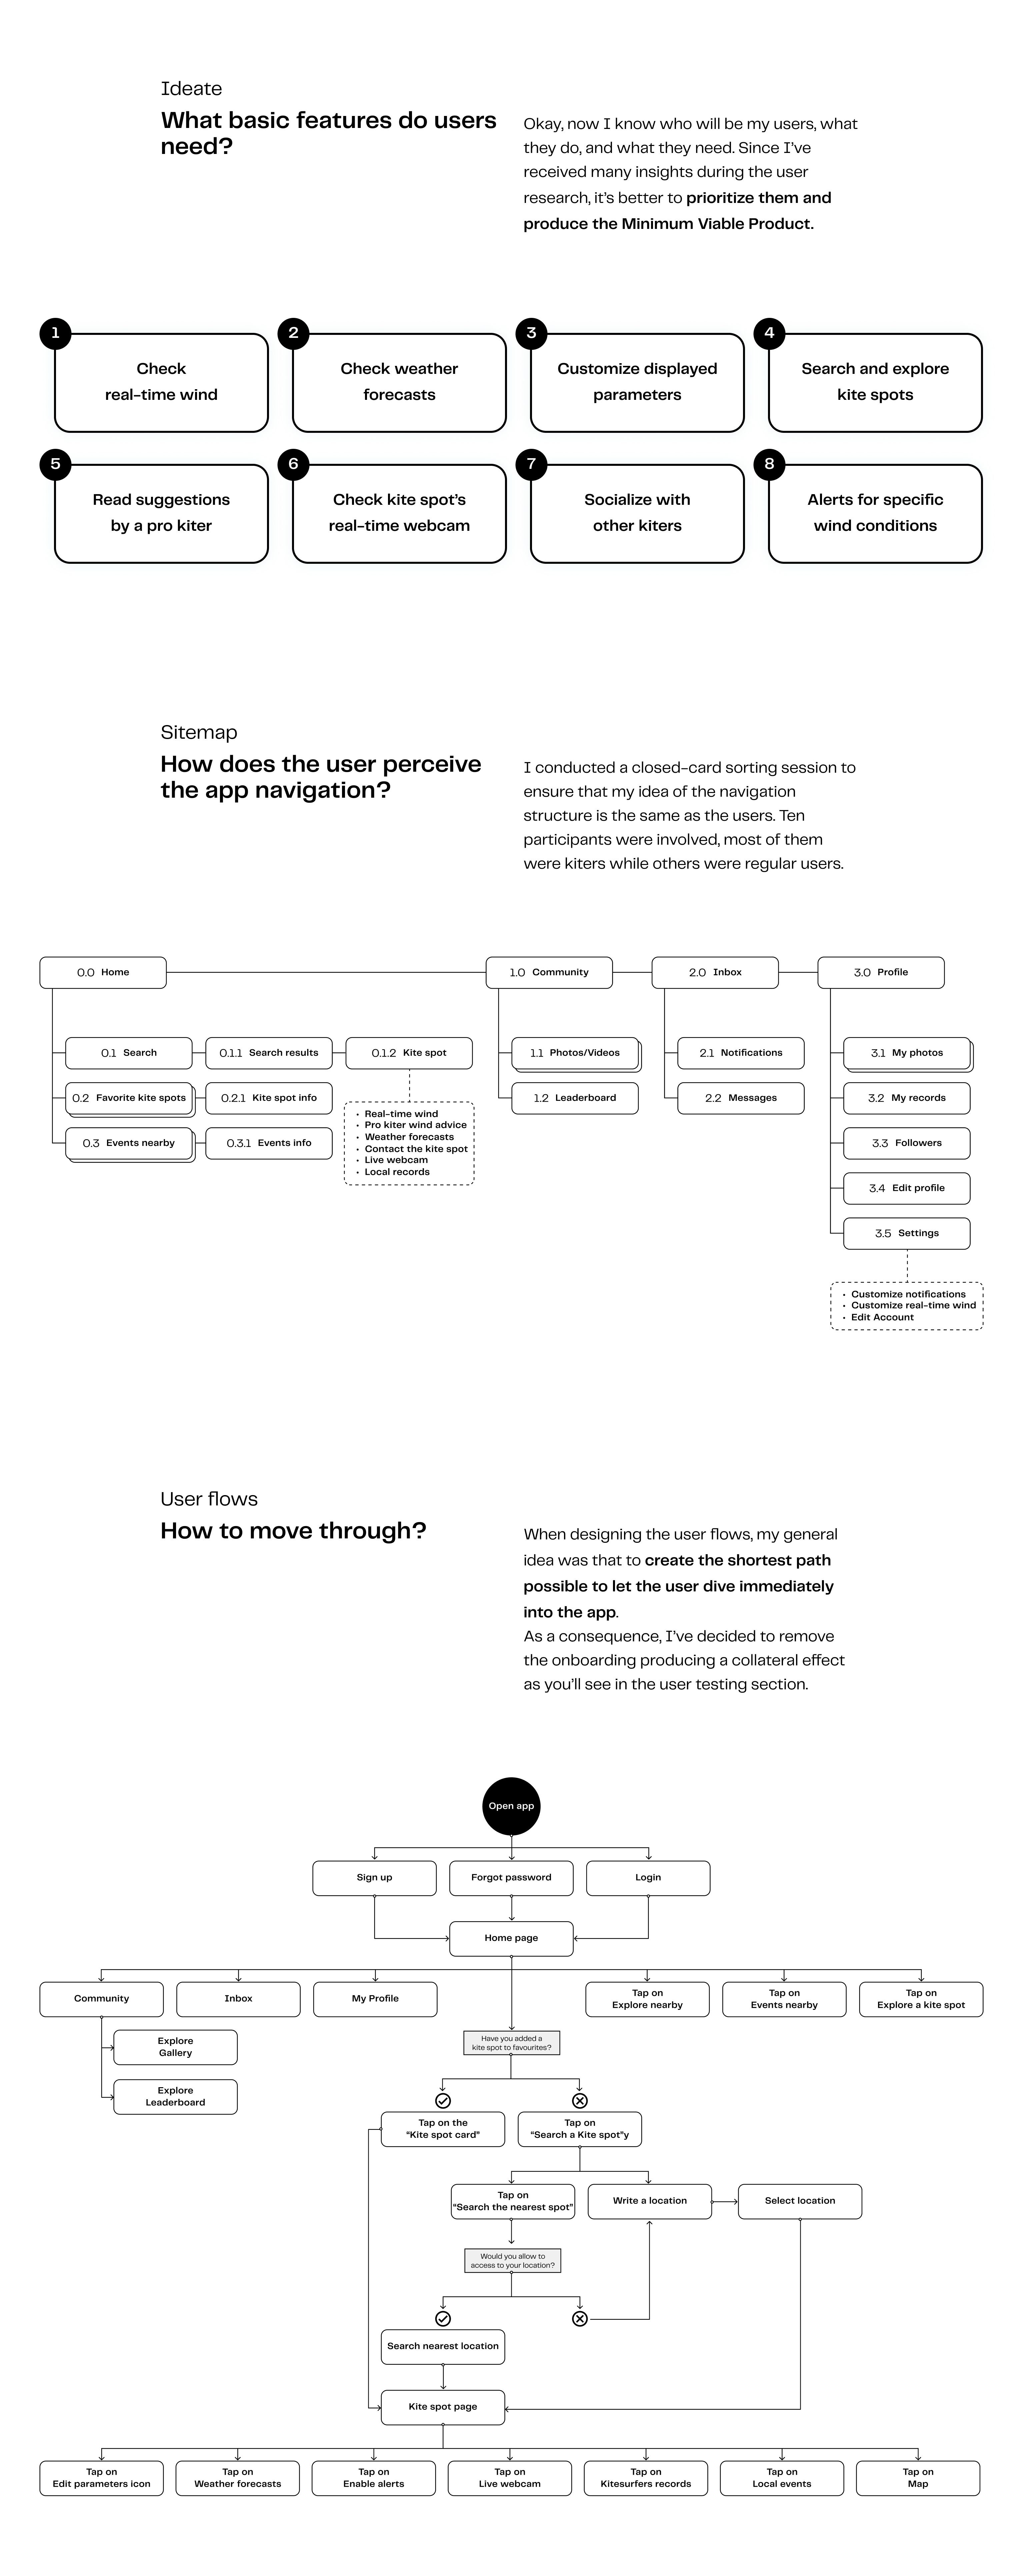 Ideate
What basic features do users
need?
Okay, now I know who will be my users, what
they do, and what they need. Since I've
received many insights during the user
research, it's better to prioritize them and
produce the Minimum Viable Product.
1
Check
real-time wind
2
Check weather
forecasts
3
Customize displayed
parameters
4
Search and explore
kite spots
5
Read suggestions
by a pro kiter
6
Check kite spot's
real-time webcam
7
Socialize with
other kiters
8
Alerts for specific
wind conditions
Sitemap
How does the user perceive
the app navigation?
I conducted a closed-card sorting session to
ensure that my idea of the navigation
structure is the same as the users. Ten
participants were involved, most of them
were kiters while others were regular users.
0.0 Home
1.0 Community
2.0 Inbox
3.0 Profile
0.1 Search
0.1.1 Search results
0.1.2 Kite spot
1.1 Photos/Videos
2.1 Notifications
3.1 My photos
0.2 Favorite kite spots
0.2.1 Kite spot info
1.2 Leaderboard
2.2 Messages
3.2 My records
0.3 Events nearby
0.3.1 Events info
• Real-time wind
• Pro kiter wind advice
• Weather forecasts
• Contact the kite spot
• Live webcam
• Local records
3.3 Followers
3.4 Edit profile
3.5 Settings
• Customize notifications
• Customize real-time wind
• Edit Account
User flows
How to move through?
When designing the user flows, my general
idea was that to create the shortest path
possible to let the user dive immediately
into the app.
As a consequence, I've decided to remove
the onboarding producing a collateral effect
as you'll see in the user testing section.
Open app
Sign up
Forgot password
Login
Home page
Community
Inbox
My Profile
Tap on
Explore nearby
Tap on
Events nearby
Tap on
Explore a kite spot
Explore
Gallery
Explore
Leaderboard
Have you added a
kite spot to favourites?
Tap on the
"Kite spot card"
Tap on
"Search a Kite spot"y
Tap on
"Search the nearest spot"
Write a location
Select location
Would you allow to
access to your location?
Search nearest location
Kite spot page
Tap on
Edit parameters icon
Tap on
Weather forecasts
Tap on
Enable alerts
Tap on
Live webcam
Tap on
Kitesurfers records
Tap on
Local events
Tap on
Map